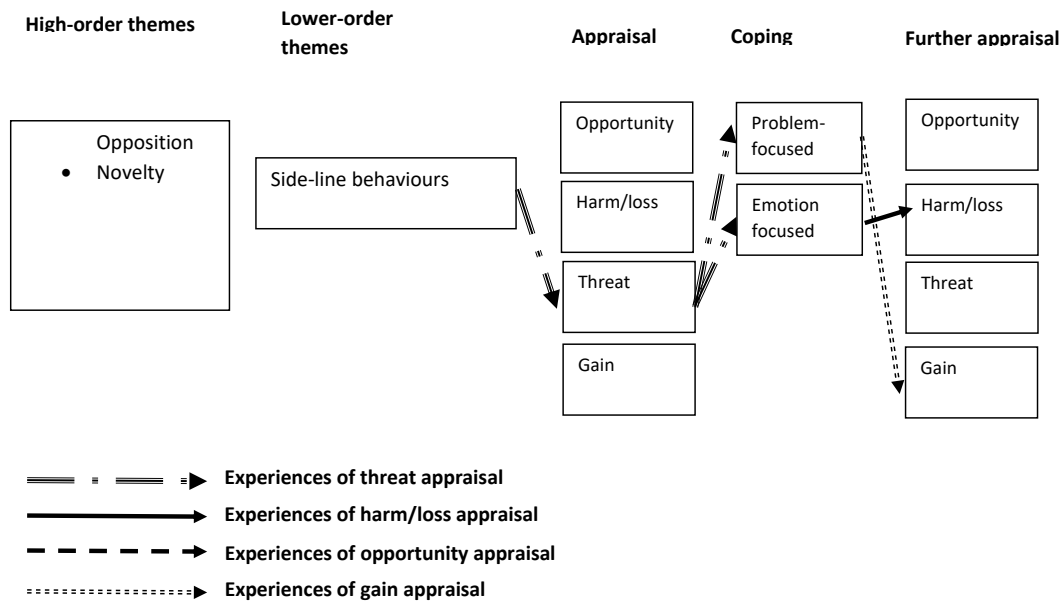 High-order themes
Lower-order
themes
Appraisal
Coping
Further appraisal
Opposition
• Novelty
Side-line behaviours
Opportunity
Harm/loss
Threat
Gain
Problem-
focused
Emotion
focused
Opportunity
Harm/loss
Threat
Gain
Experiences of threat appraisal
Experiences of harm/loss appraisal
Experiences of opportunity appraisal
Experiences of gain appraisal